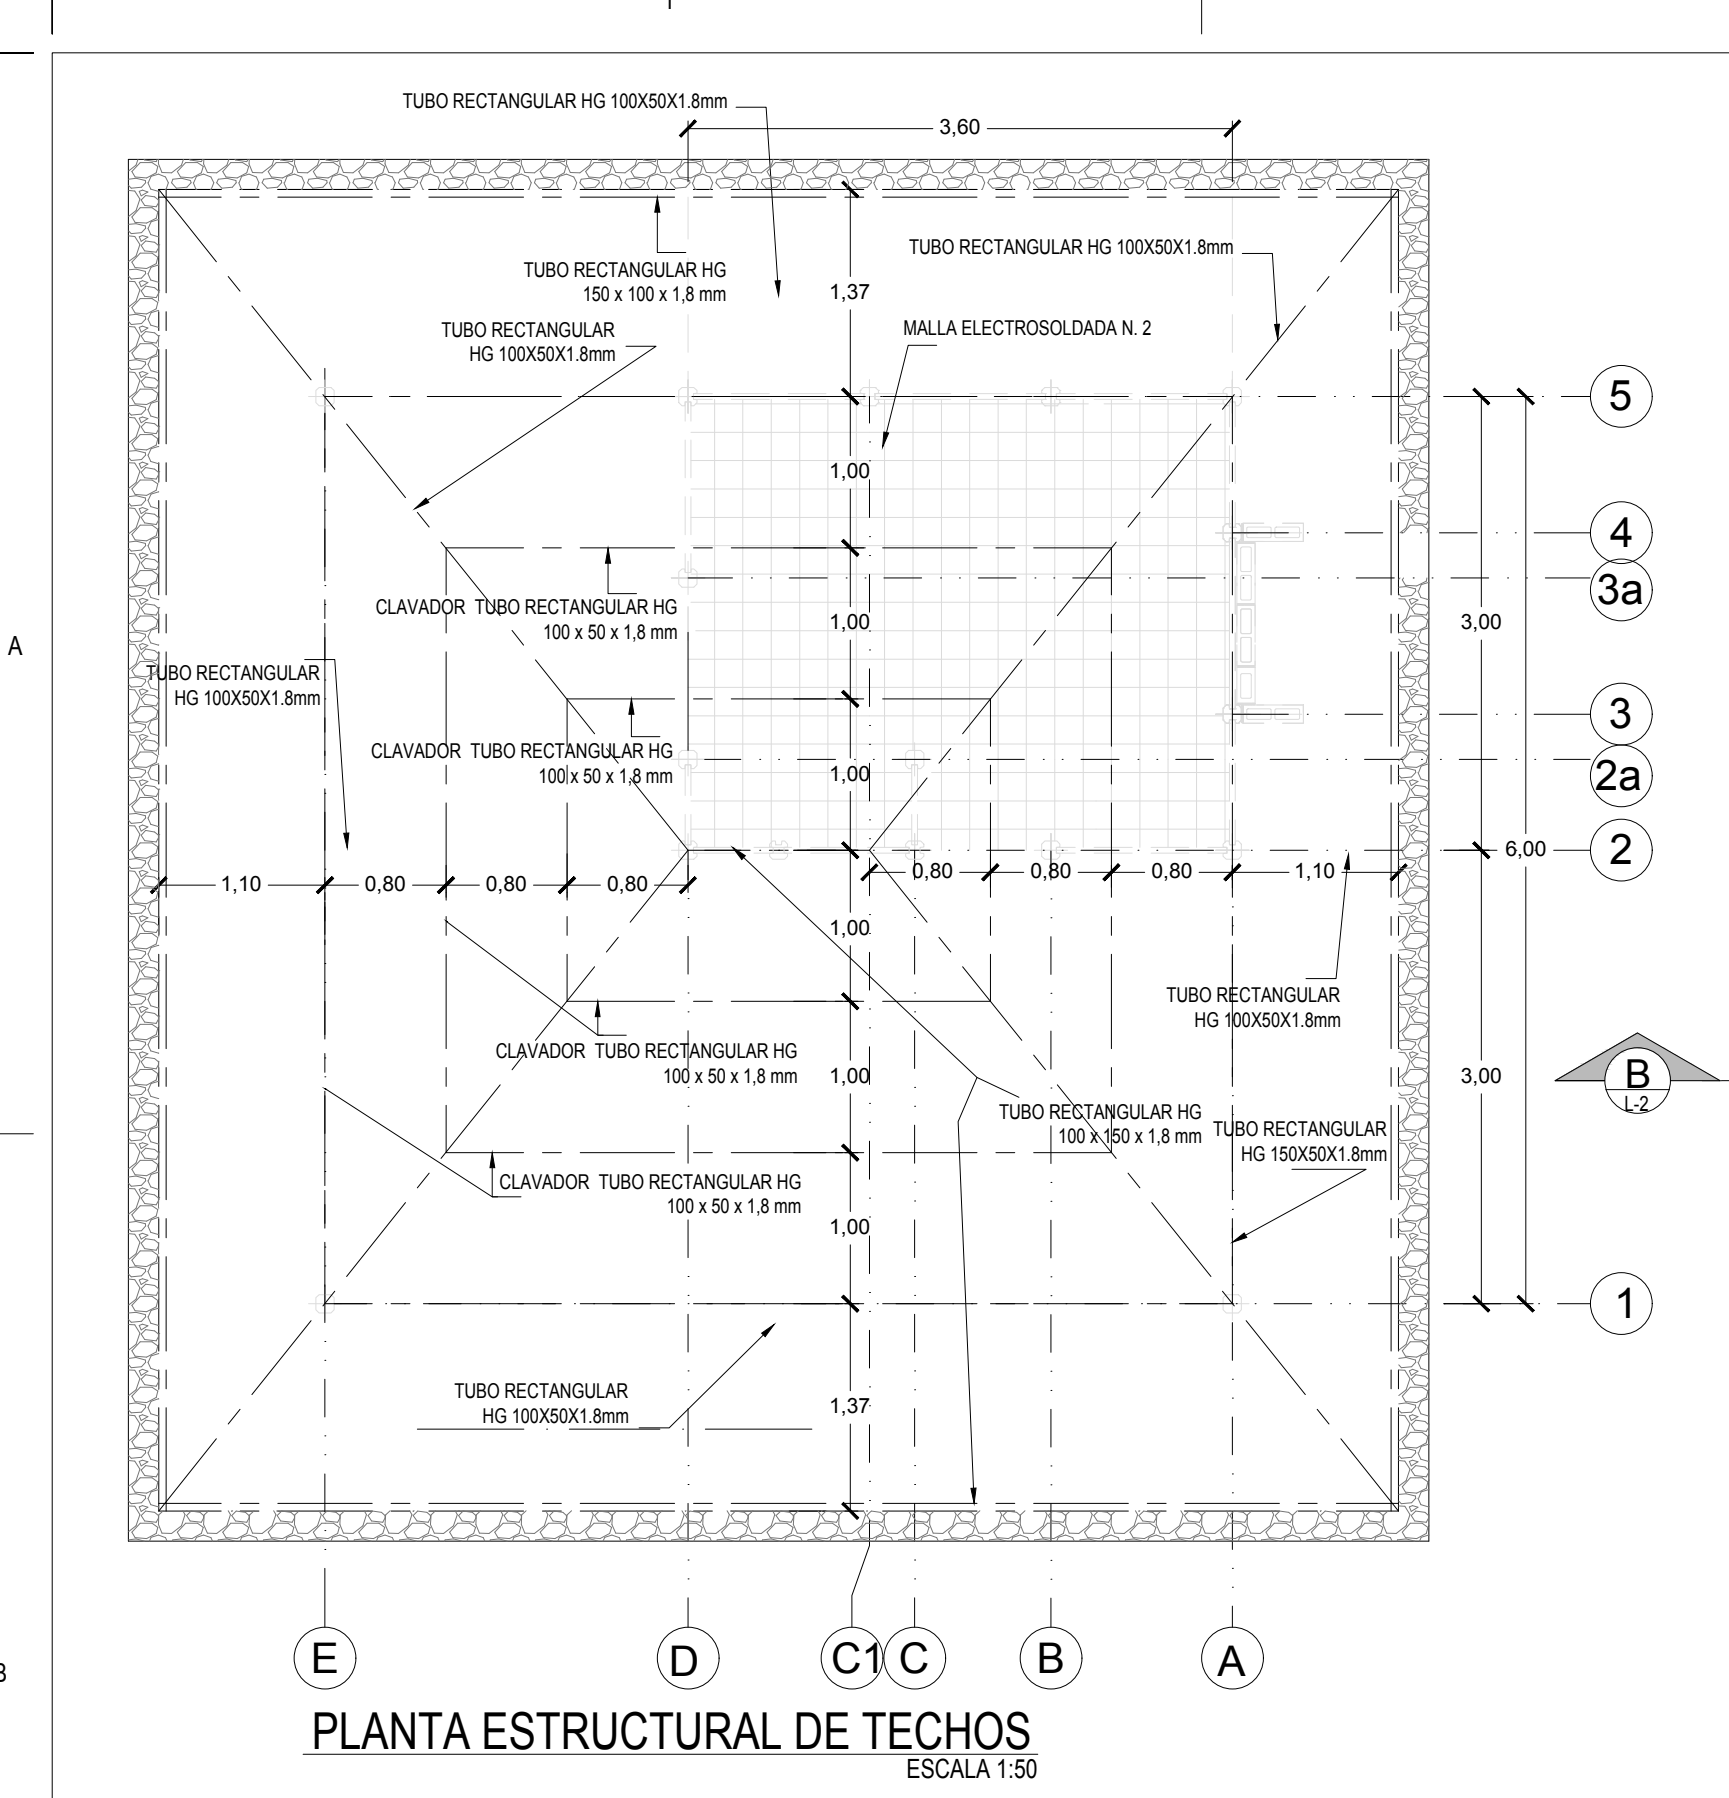 TUBO RECTANGULAR HG 100X50X1.8mm
3,60
TUBO RECTANGULAR HG 100X50X1.8mm
TUBO RECTANGULAR HG
150 x 100 x 1,8 mm
1,37
TUBO RECTANGULAR
HG 100X50X1.8mm
MALLA ELECTROSOLDADA N. 2
5
1,00
4
3a
CLAVADOR TUBO RECTANGULAR HG
100 x 50 x 1,8 mm
1,00
3,00
A
TUBO RECTANGULAR
HG 100X50X1.8mm
3
CLAVADOR TUBO RECTANGULAR HG
100 x 50 x 1,8 mm
1,00
2a
6,00
2
1,10
0,80
0,80
0,80
0,80
0,80
0,80
1,10
1,00
TUBO RECTANGULAR
HG 100X50X1.8mm
CLAVADOR TUBO RECTANGULAR HG
100 x 50 x 1,8 mm
1,00
3,00
B
L-2
TUBO RECTANGULAR HG
100 x 150 x 1,8 mm
TUBO RECTANGULAR
HG 150X50X1.8mm
CLAVADOR TUBO RECTANGULAR HG
100 x 50 x 1,8 mm
1,00
1
TUBO RECTANGULAR
HG 100X50X1.8mm
1,37
E
D
C1
C
B
A
PLANTA ESTRUCTURAL DE TECHOS
ESCALA 1:50